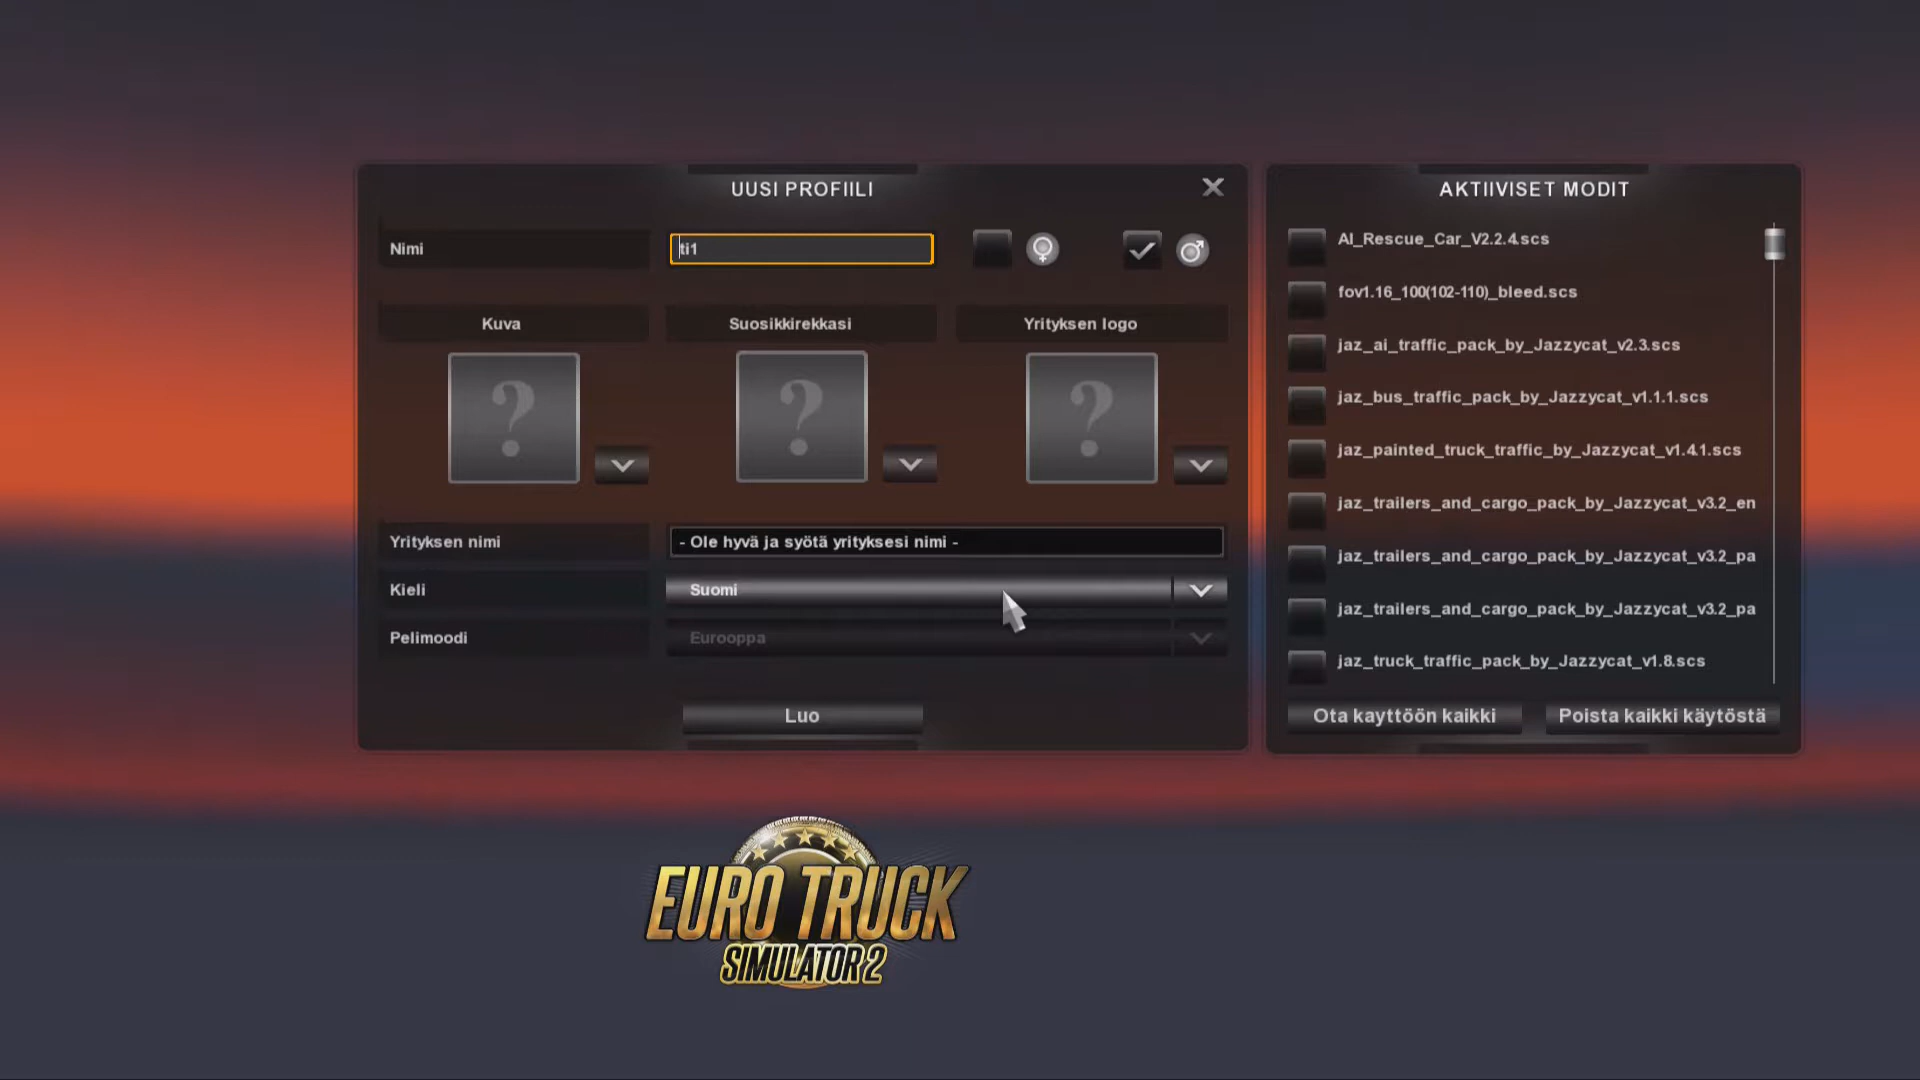 UUSI PROFIILI
Nimi
ti1
Kuva
Suosikkirekkasi
Yrityksen logo
?
?
?
Yrityksen nimi
- Ole hyvä ja syötä yrityksesi nimi -
Kieli
Suomi
Pelimoodi
Eurooppa
Luo
AKTIIVISET MODIT
AI_Rescue_Car_V2.2.4.scs
fov1.16_100(102-110)_bleed.scs
jaz_ai_traffic_pack_by_Jazzycat_v2.3.scs
jaz_bus_traffic_pack_by_Jazzycat_v1.1.1.scs
jaz_painted_truck_traffic_by_Jazzycat_v1.4.1.scs
jaz_trailers_and_cargo_pack_by_Jazzycat_v3.2_en
jaz_trailers_and_cargo_pack_by_Jazzycat_v3.2_pa
jaz_trailers_and_cargo_pack_by_Jazzycat_v3.2_pa
jaz_truck_traffic_pack_by_Jazzycat_v1.8.scs
Ota kayttöön kaikki
Poista kaikki käytöstä
EURO TRUCK
SIMULATOR 2